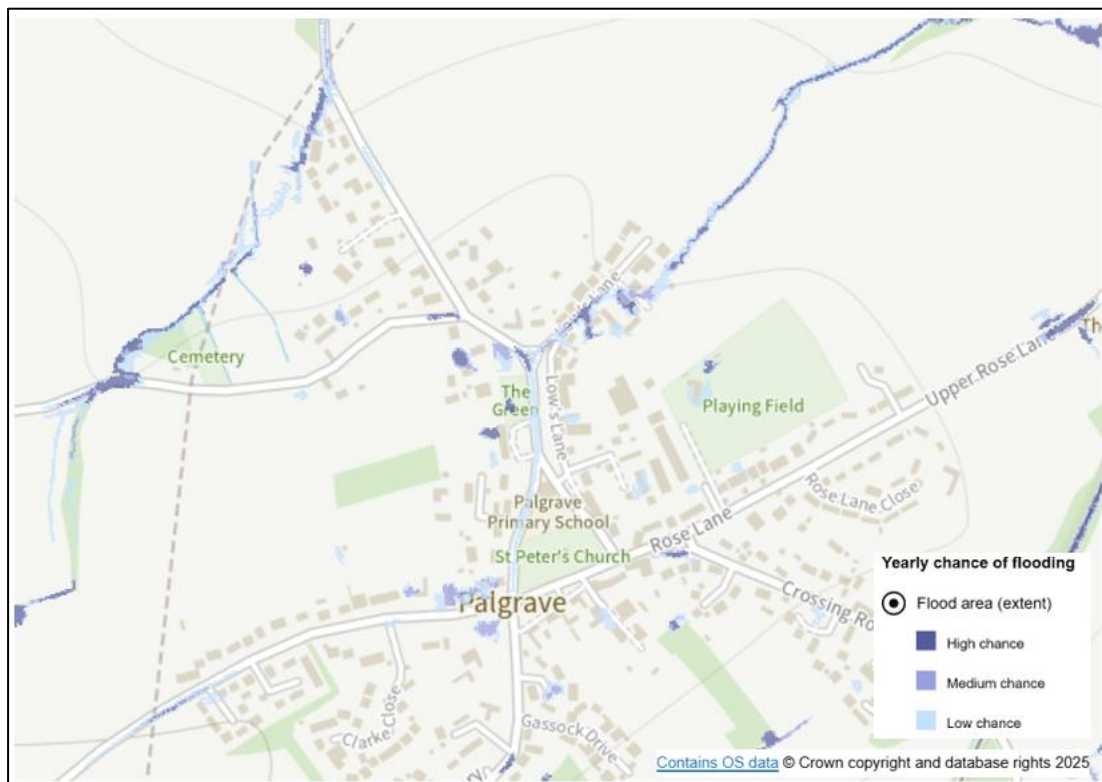 Cemetery
The
Green
Low's Lane
Playing Field
Upper Rose Lane
The
Rose Lane Close
Palgrave
Primary School
St Peter's Church
Rose Lane
Crossing Ro
Palgrave
Clarke Close
Gassock Drive
Yearly chance of flooding
Flood area (extent)
High chance
Medium chance
Low chance
Contains OS data © Crown copyright and database rights 2025